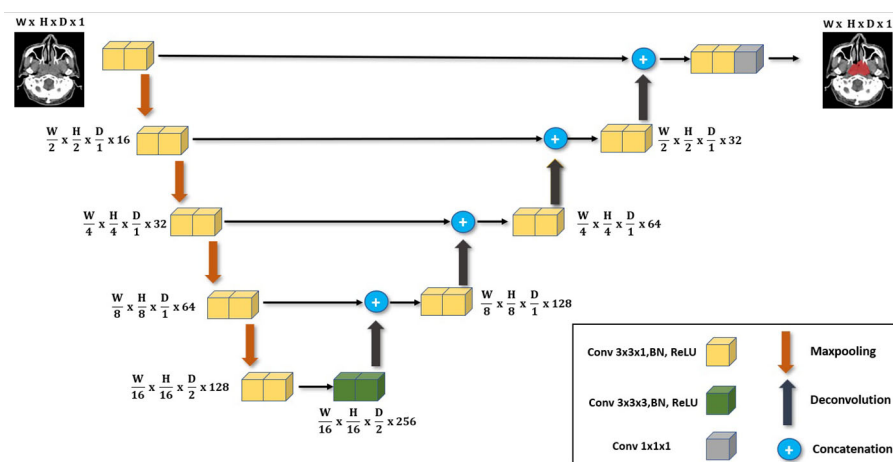 W x H x D x 1
W x H x D x 1
W/2 x H/2 x D/1 x 16
W/2 x H/2 x D/1 x 32
W/4 x H/4 x D/1 x 32
W/4 x H/4 x D/1 x 64
W/8 x H/8 x D/1 x 64
W/8 x H/8 x D/1 x 128
W/16 x H/16 x D/2 x 128
W/16 x H/16 x D/2 x 256
Conv 3x3x1,BN, ReLU
Maxpooling
Conv 3x3x3,BN, ReLU
Deconvolution
Conv 1x1x1
Concatenation